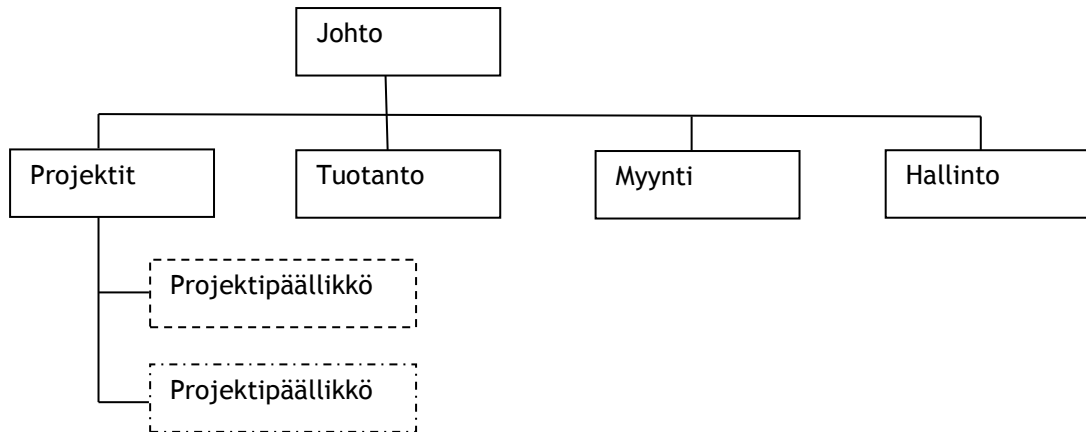 Johto
Projektit
Tuotanto
Myynti
Hallinto
Projektipäällikkö
Projektipäällikkö